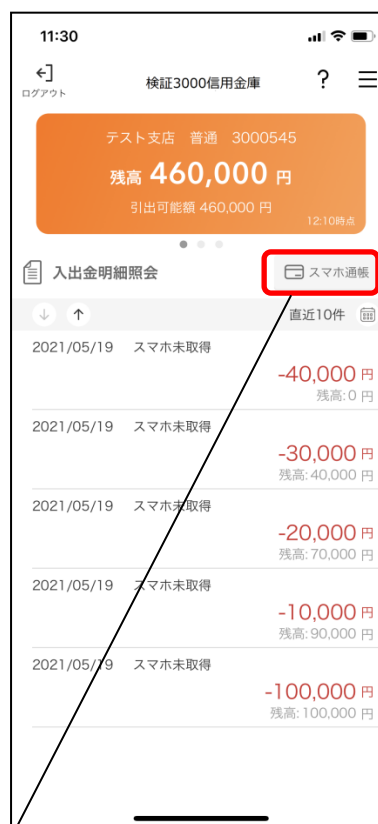 11:30
ログアウト
検証3000信用金庫
?
テスト支店 普通 3000545
残高 460,000 円
引出可能額 460,000 円
12:10時点
入出金明細照会
スマホ通帳
直近10件
2021/05/19 スマホ未取得
-40,000 円
残高:0 円
2021/05/19 スマホ未取得
-30,000 円
残高:40,000 円
2021/05/19 スマホ未取得
-20,000 円
残高:70,000 円
2021/05/19 スマホ未取得
-10,000 円
残高:90,000 円
2021/05/19 スマホ未取得
-100,000 円
残高:100,000 円